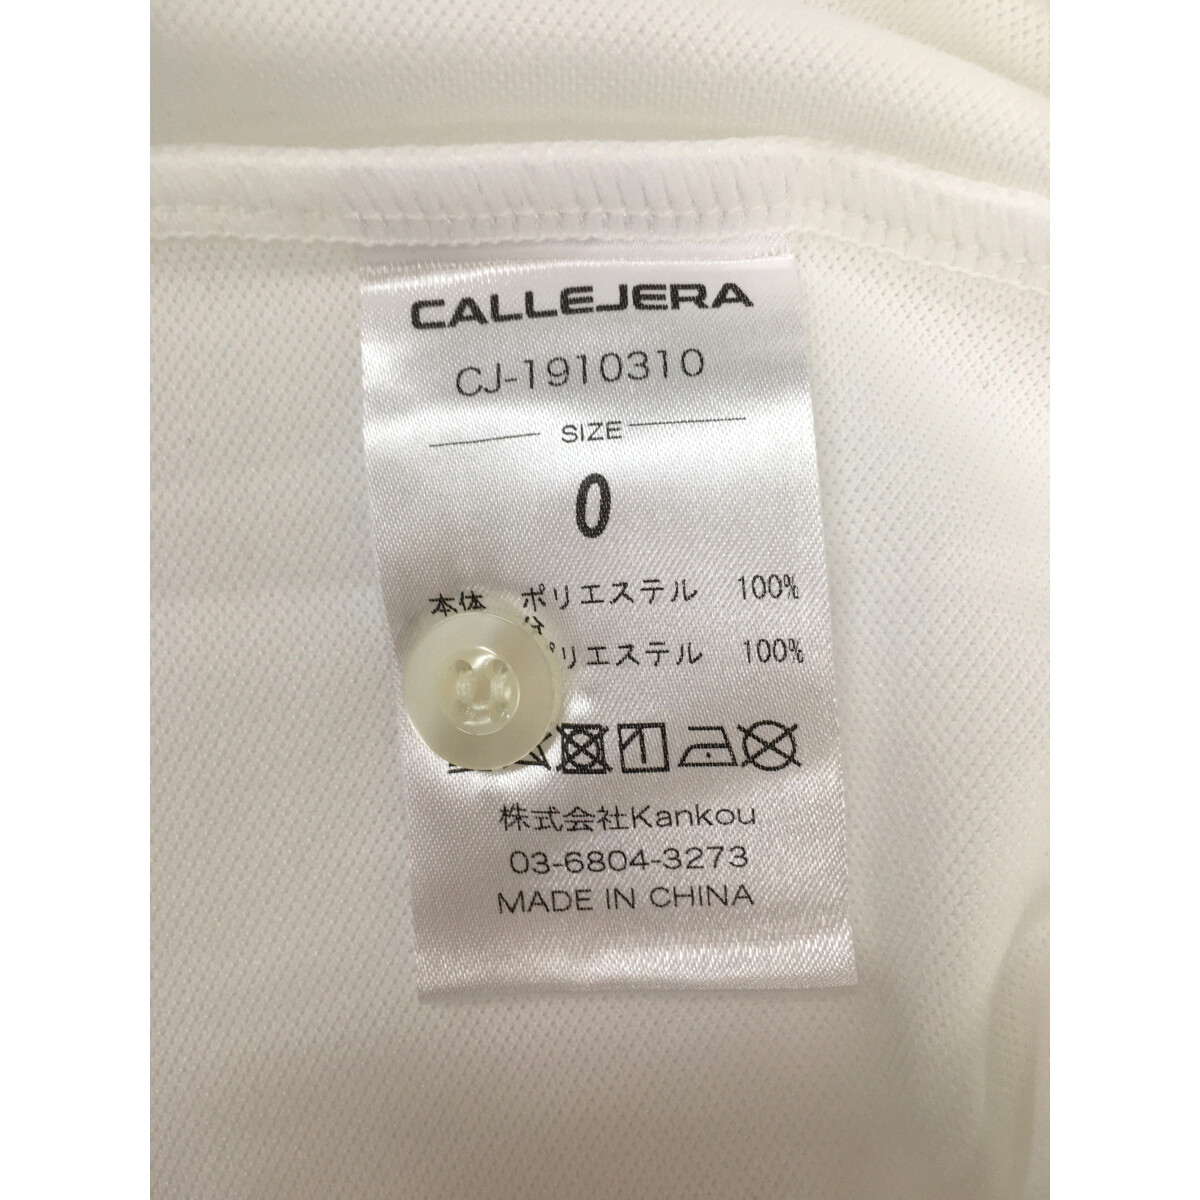 CALLEJERA
CJ-1910310
SIZE
0
本体 ポリエステル 100%
ポリエステル 100%
株式会社Kankou
03-6804-3273
MADE IN CHINA